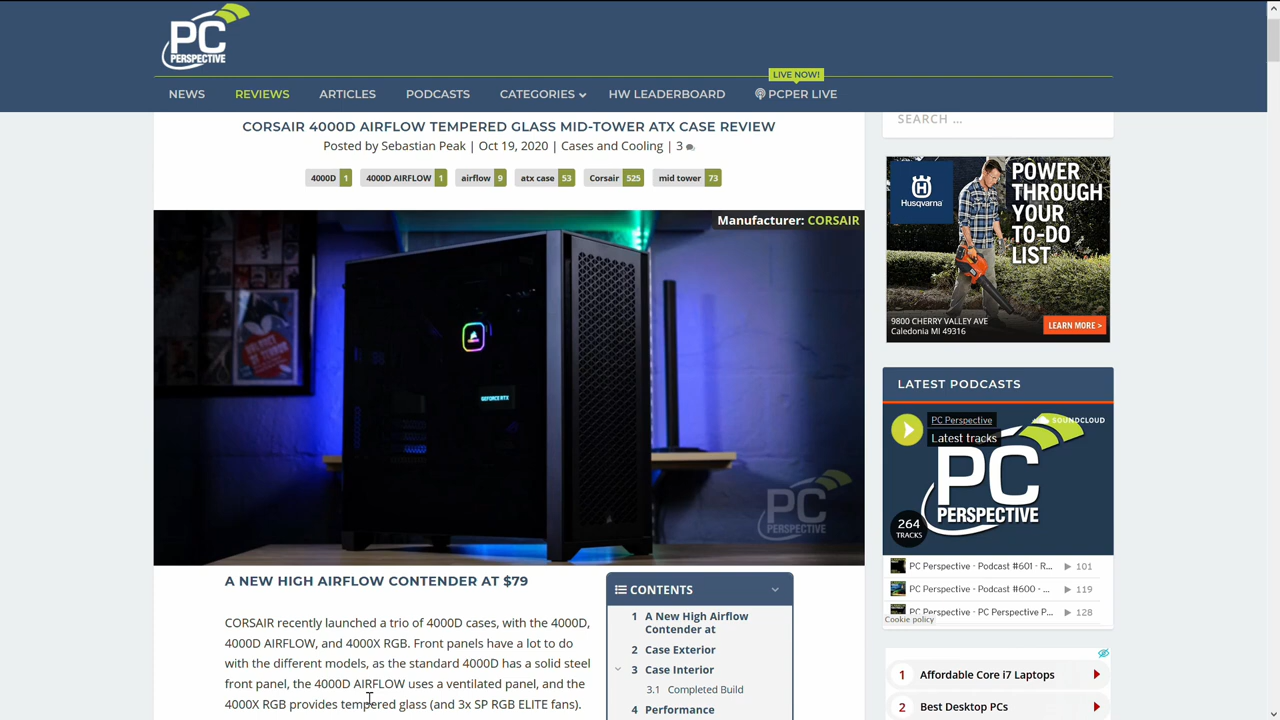 PC
PERSPECTIVE
LIVE NOW!
NEWS
REVIEWS
ARTICLES
PODCASTS
CATEGORIES
HW LEADERBOARD
PCPER LIVE
CORSAIR 4000D AIRFLOW TEMPERED GLASS MID-TOWER ATX CASE REVIEW
Posted by Sebastian Peak | Oct 19, 2020 | Cases and Cooling | 3
4000D 1
4000D AIRFLOW 1
airflow 9
atx case 53
Corsair 525
mid tower 73
Manufacturer: CORSAIR
GEFORCE RTX
PC
PERSPECTIVE
A NEW HIGH AIRFLOW CONTENDER AT $79
CORSAIR recently launched a trio of 4000D cases, with the 4000D,
4000D AIRFLOW, and 4000X RGB. Front panels have a lot to do
with the different models, as the standard 4000D has a solid steel
front panel, the 4000D AIRFLOW uses a ventilated panel, and the
4000X RGB provides tempered glass (and 3x SP RGB ELITE fans).
CONTENTS
1 A New High Airflow
Contender at
2 Case Exterior
3 Case Interior
3.1 Completed Build
4 Performance
SEARCH …
Husqvarna
POWER
THROUGH
YOUR
TO-DO
LIST
9800 CHERRY VALLEY AVE
Caledonia MI 49316
LEARN MORE >
LATEST PODCASTS
PC Perspective
Latest tracks
SOUNDCLOUD
PC
PERSPECTIVE
264
TRACKS
PC Perspective · Podcast #601 - R... 101
PC Perspective · Podcast #600 - ... 119
PC Perspective · PC Perspective P... 128
Cookie policy
1 Affordable Core i7 Laptops
2 Best Desktop PCs